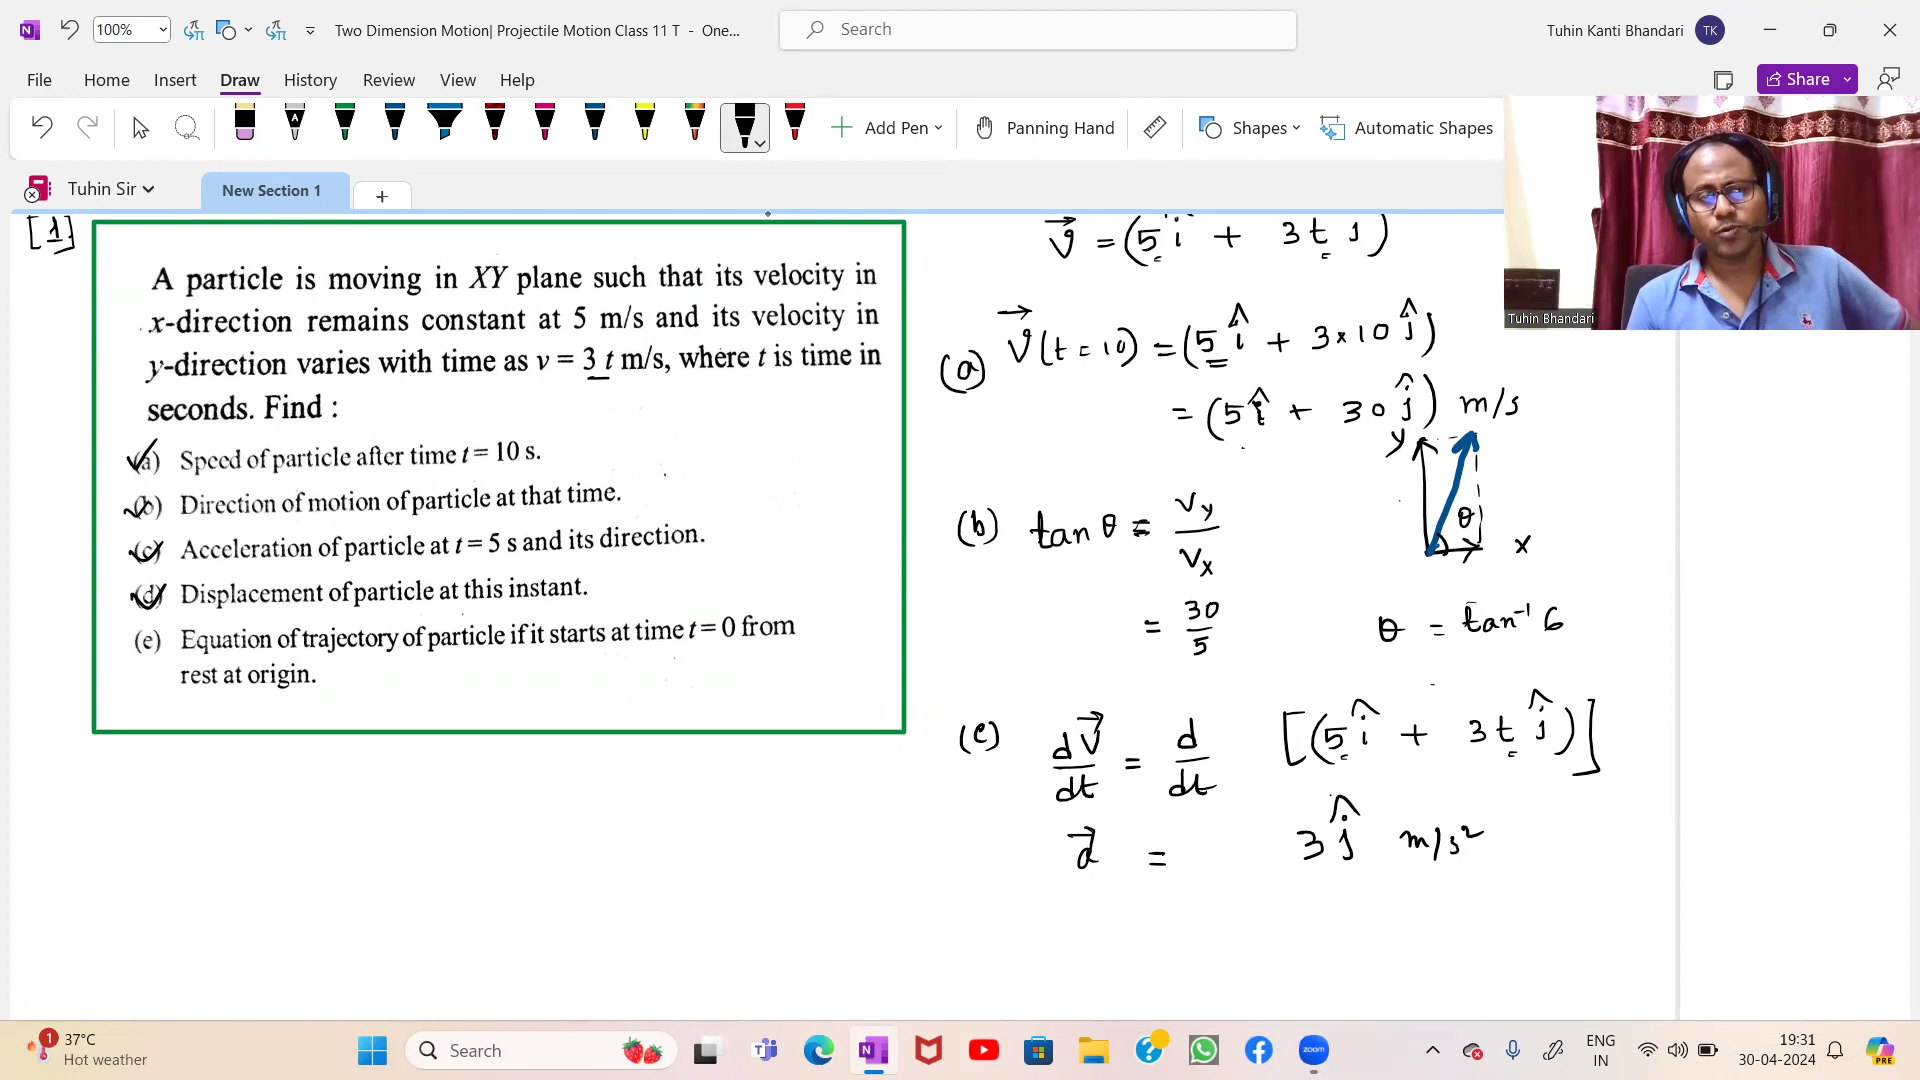 100%
Two Dimension Motion| Projectile Motion Class 11 T - One...
Search
Tuhin Kanti Bhandari
TK
File Home Insert Draw History Review View Help
Share
Add Pen
Panning Hand
Shapes
Automatic Shapes
Tuhin Sir
New Section 1
+
Tuhin Bhandari
[1]
A particle is moving in XY plane such that its velocity in
x-direction remains constant at 5 m/s and its velocity in
y-direction varies with time as v = 3 t m/s, where t is time in
seconds. Find :
(a) Speed of particle after time t = 10 s.
(b) Direction of motion of particle at that time.
(c) Acceleration of particle at t = 5 s and its direction.
(d) Displacement of particle at this instant.
(e) Equation of trajectory of particle if it starts at time t = 0 from
rest at origin.
v⃗ = (5 î + 3 t ĵ)
(a) v⃗(t = 10) = (5 î + 3×10 ĵ)
= (5 î + 30 ĵ) m/s
y
θ
x
(b) tan θ = Vy/Vx
= 30/5
θ = tan⁻¹ 6
(c) dv⃗/dt = d/dt [(5 î + 3t ĵ)]
a⃗ = 3 ĵ m/s²
1
37°C
Hot weather
Search
zoom
ENG
IN
19:31
30-04-2024
PRE